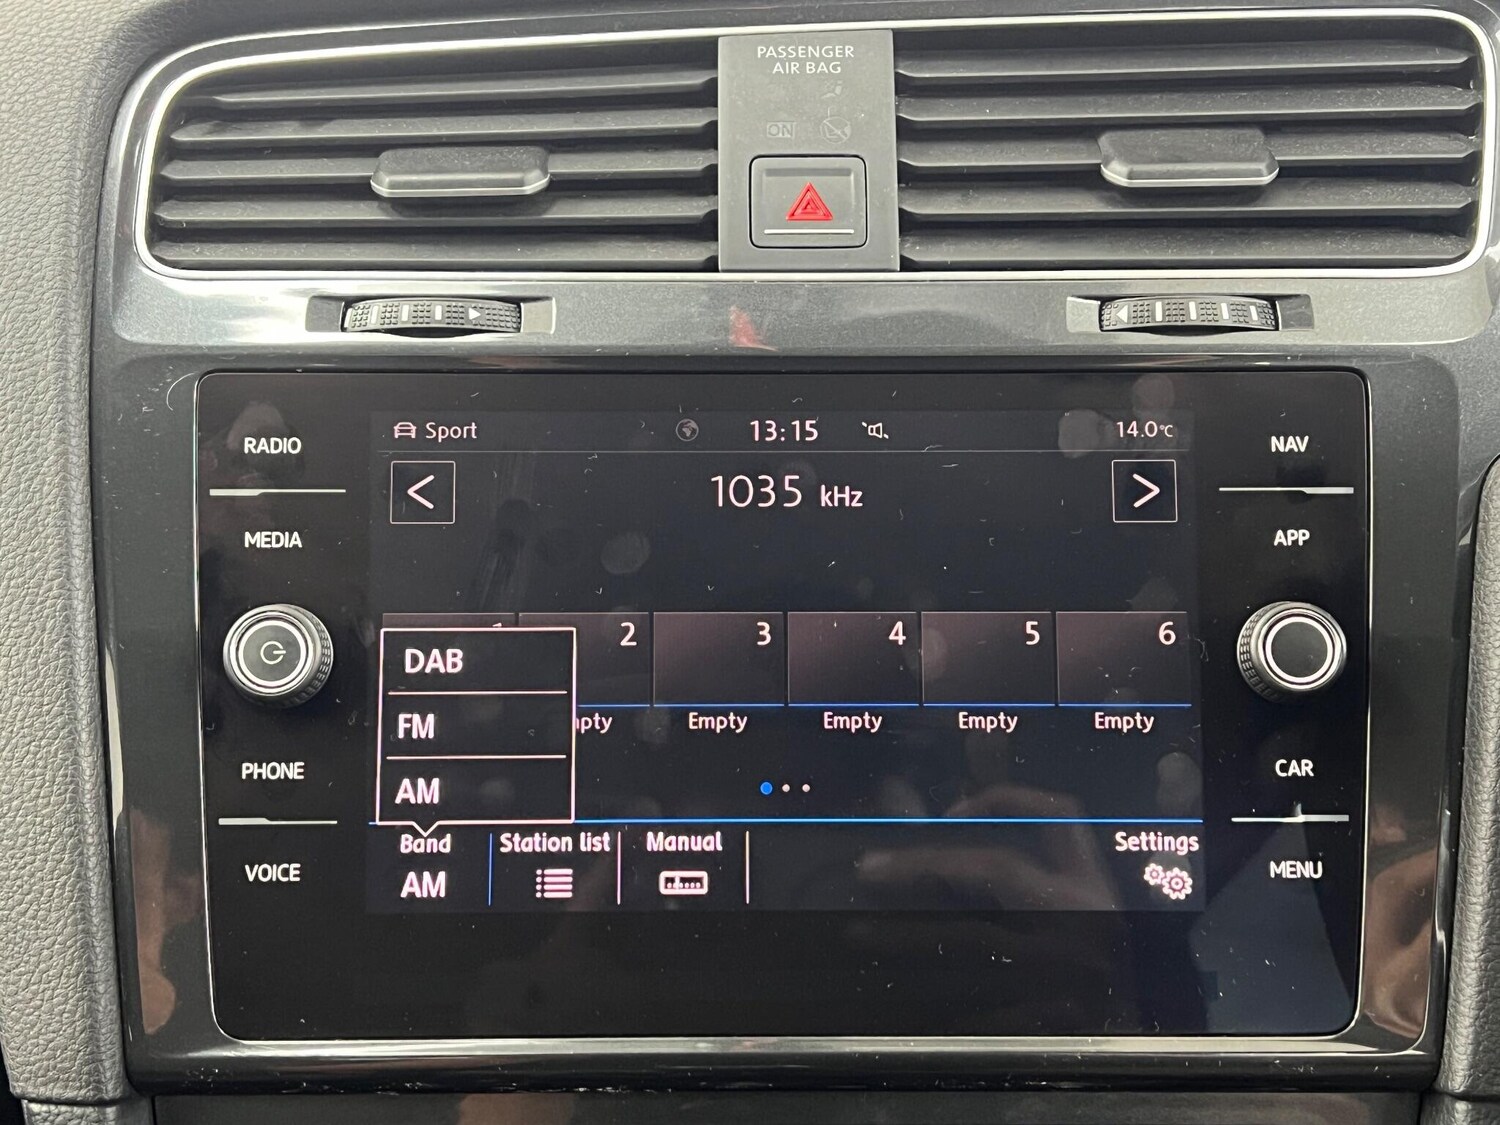 PASSENGER
AIR BAG
ON
RADIO
MEDIA
PHONE
VOICE
Sport
13:15
14.0°C
<
1035 kHz
>
2
3
4
5
6
Empty
Empty
Empty
Empty
DAB
FM
AM
Band
AM
Station list
Manual
Settings
NAV
APP
CAR
MENU